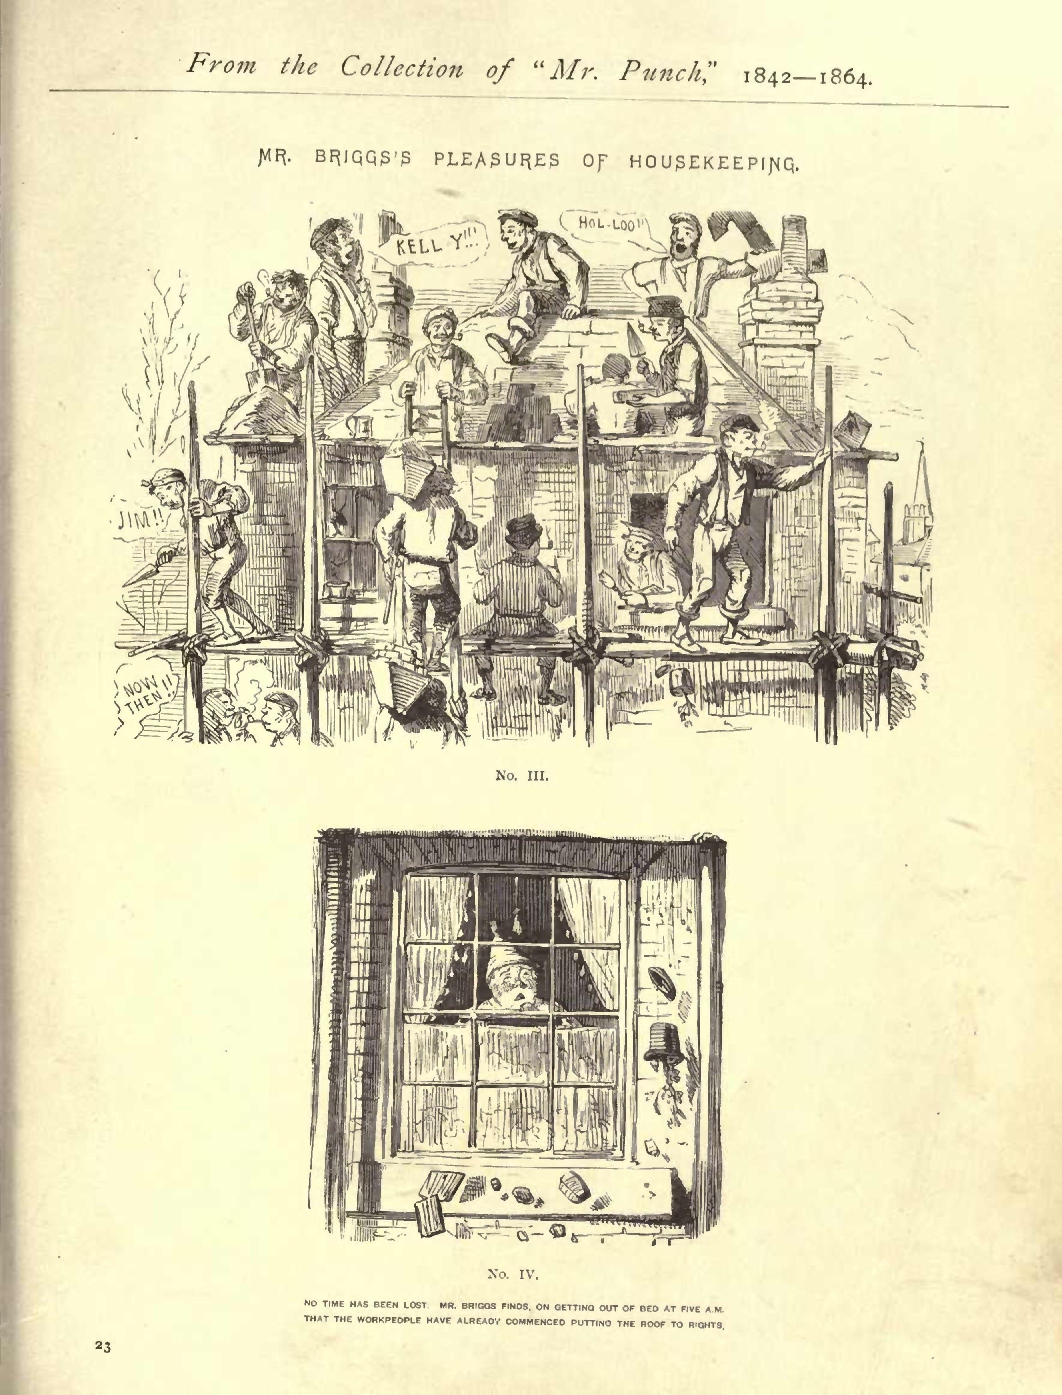 From the Collection of "Mr. Punch," 1842—1864.
MR. BRIGGS'S PLEASURES OF HOUSEKEEPING.
KELL Y!!!
HOL-LOO!!
JIM!!
NOW
THEN!!
No. III.
No. IV.
NO TIME HAS BEEN LOST. MR. BRIGGS FINDS, ON GETTING OUT OF BED AT FIVE A.M.
THAT THE WORKPEOPLE HAVE ALREADY COMMENCED PUTTING THE ROOF TO RIGHTS.
23